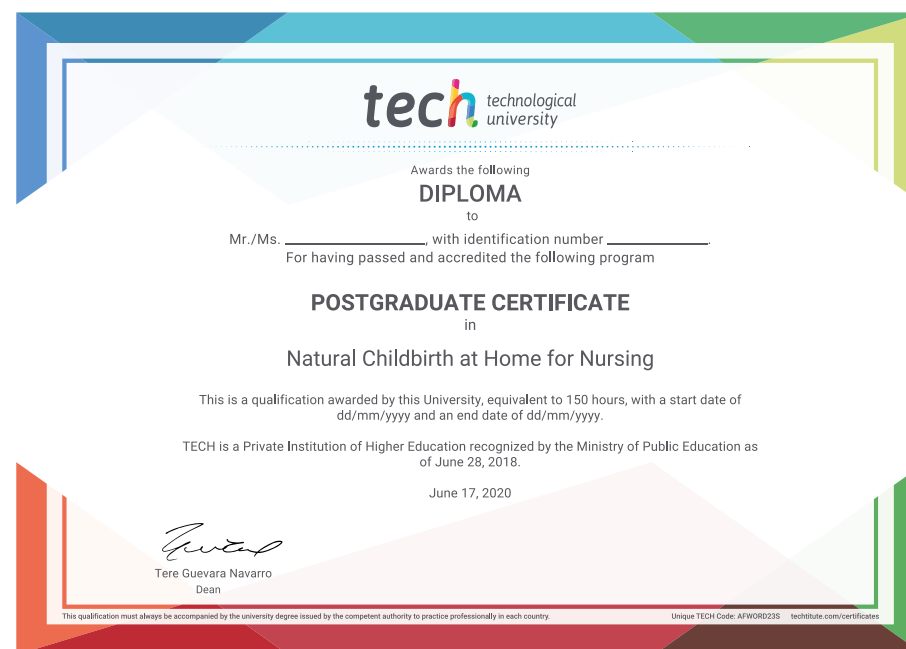 tech technological
university
Awards the following
DIPLOMA
to
Mr./Ms. ____________, with identification number ____________.
For having passed and accredited the following program
POSTGRADUATE CERTIFICATE
in
Natural Childbirth at Home for Nursing
This is a qualification awarded by this University, equivalent to 150 hours, with a start date of
dd/mm/yyyy and an end date of dd/mm/yyyy.
TECH is a Private Institution of Higher Education recognized by the Ministry of Public Education as
of June 28, 2018.
June 17, 2020
Tere Guevara Navarro
Dean
This qualification must always be accompanied by the university degree issued by the competent authority to practice professionally in each country. Unique TECH Code: AFWORD23S techtitute.com/certificates